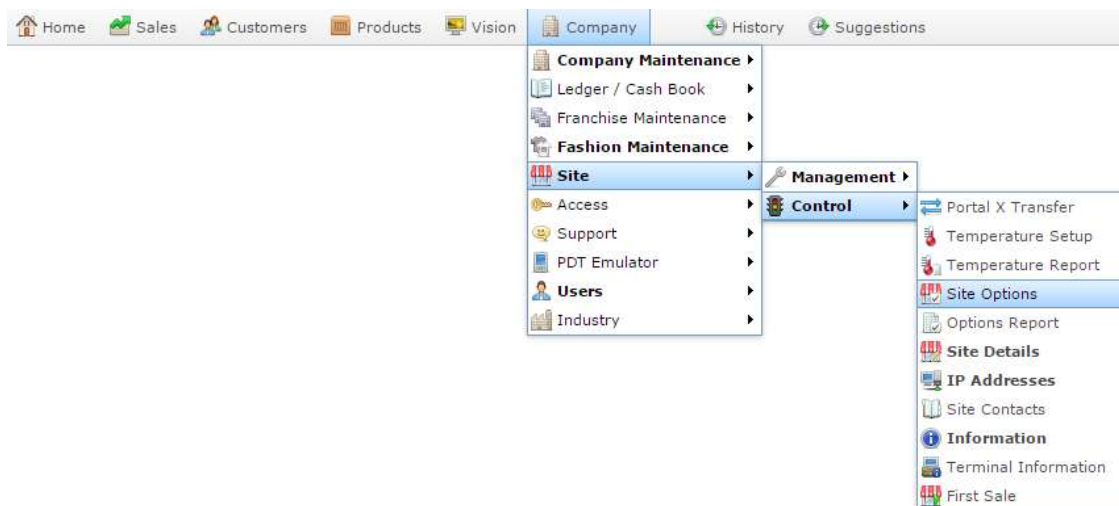 Home Sales Customers Products Vision Company History Suggestions
Company Maintenance
Ledger / Cash Book
Franchise Maintenance
Fashion Maintenance
Site
Access
Support
PDT Emulator
Users
Industry
Management
Control
Portal X Transfer
Temperature Setup
Temperature Report
Site Options
Options Report
Site Details
IP Addresses
Site Contacts
Information
Terminal Information
First Sale